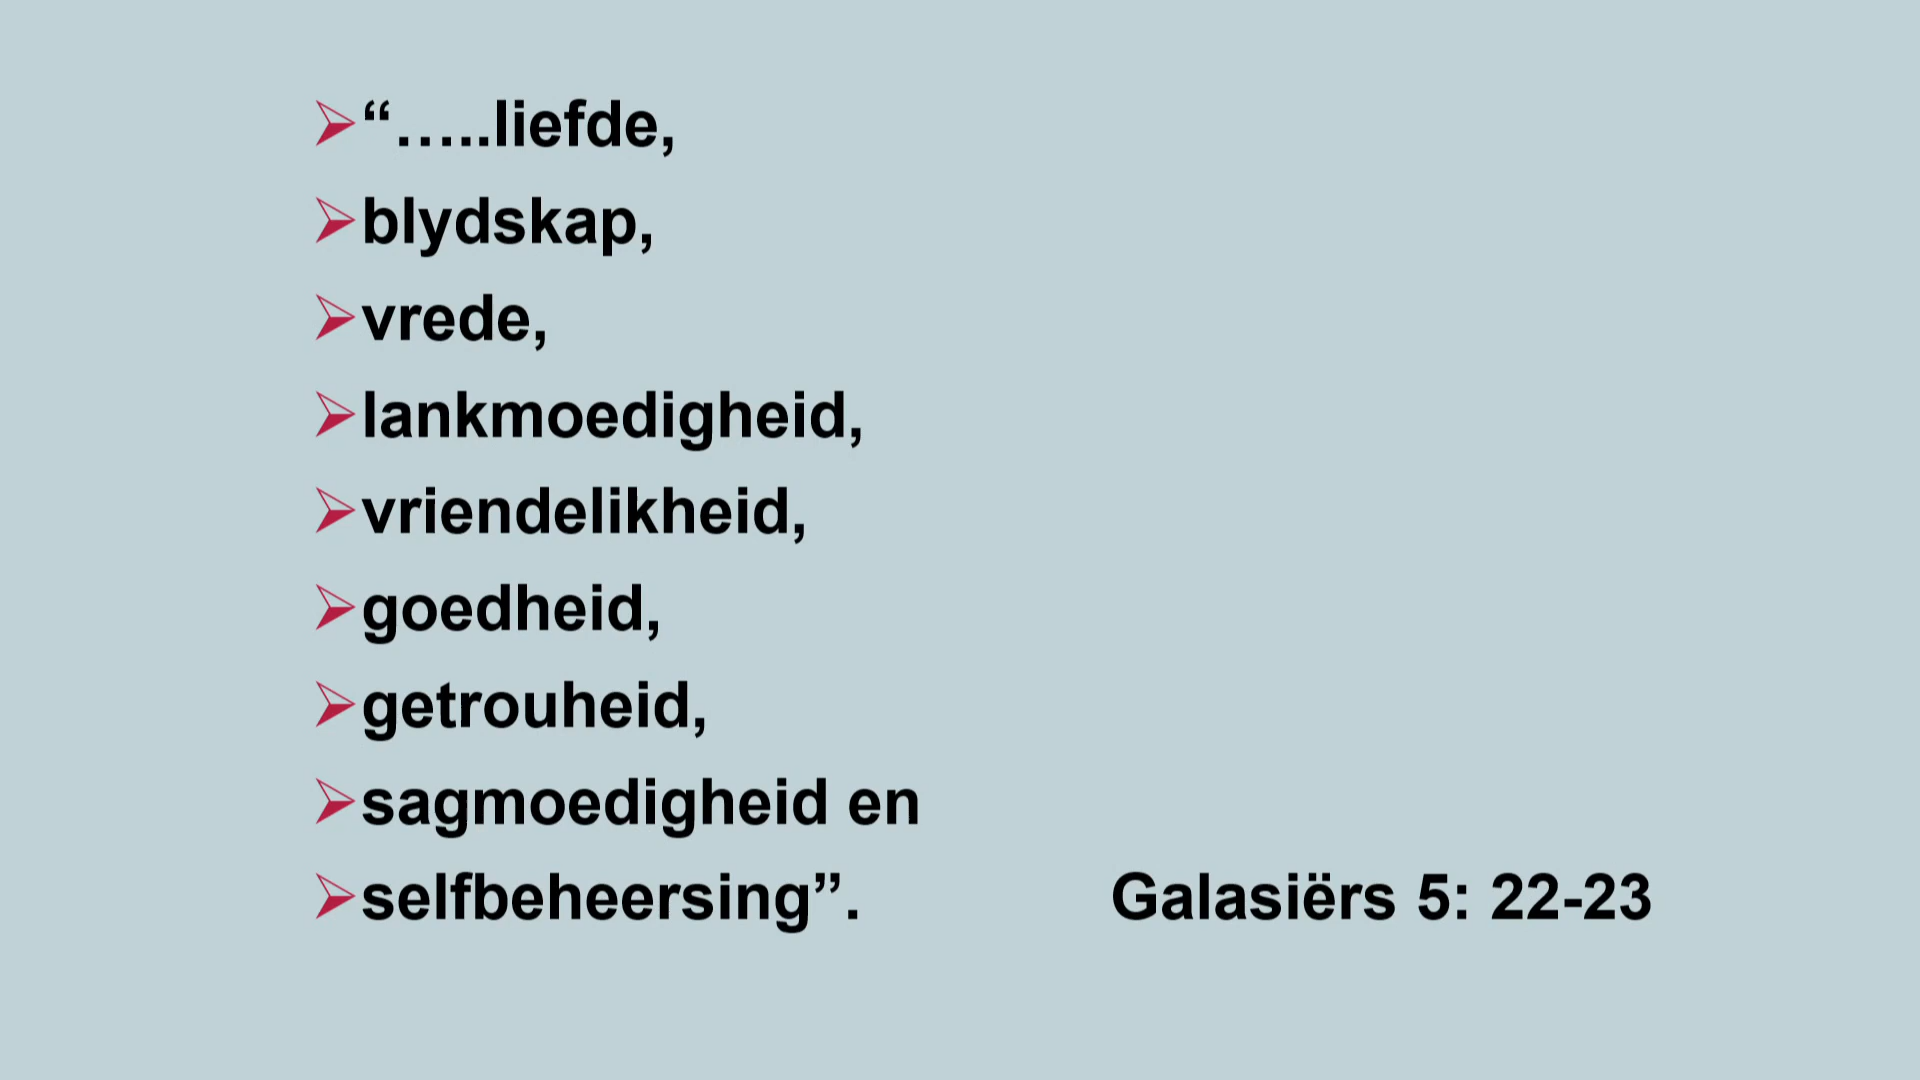 ➢“…..liefde,
➢blydskap,
➢vrede,
➢lankmoedigheid,
➢vriendelikheid,
➢goedheid,
➢getrouheid,
➢sagmoedigheid en
➢selfbeheersing”. Galasiërs 5: 22-23